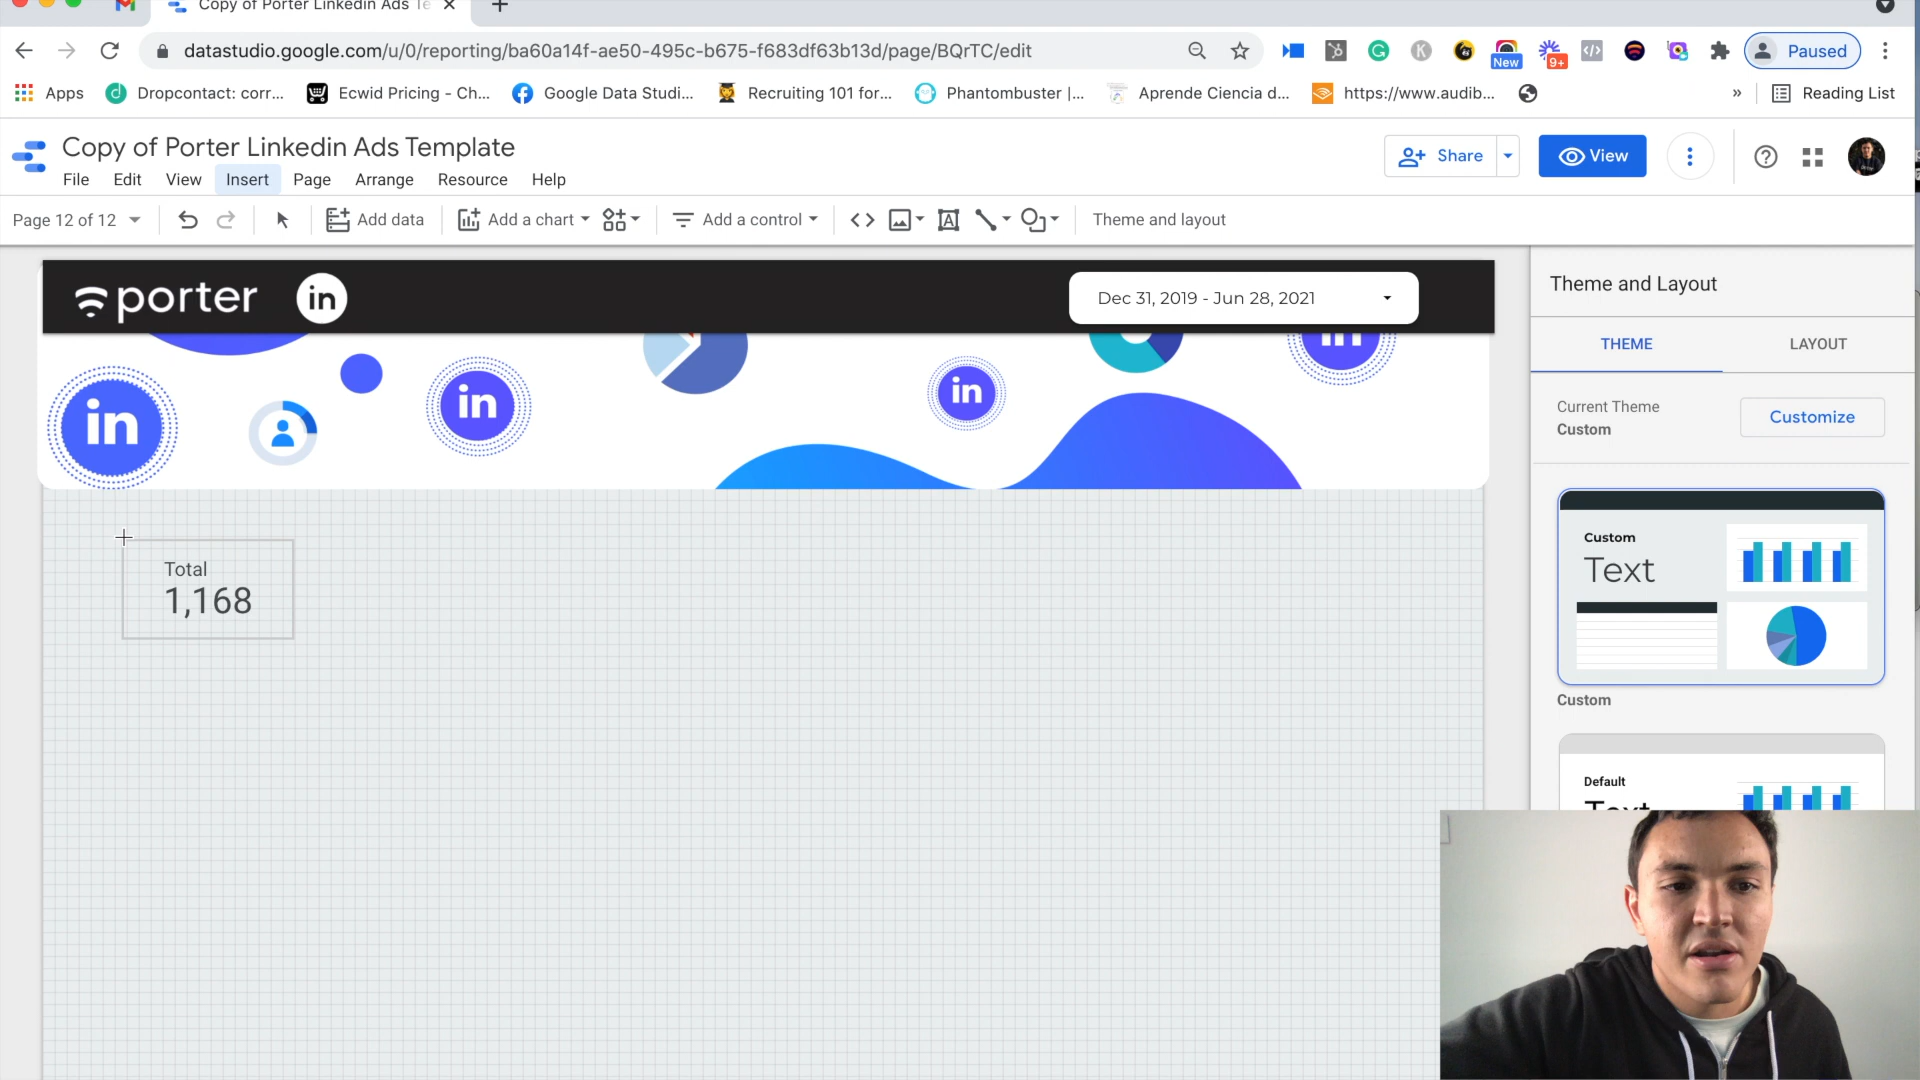 Copy of Porter Linkedin Ads Te
datastudio.google.com/u/0/reporting/ba60a14f-ae50-495c-b675-f683df63b13d/page/BQrTC/edit
New
9+
Paused
Apps
Dropcontact: corr...
Ecwid Pricing - Ch...
Google Data Studi...
Recruiting 101 for...
Phantombuster |...
Aprende Ciencia d...
https://www.audib...
»
Reading List
Copy of Porter Linkedin Ads Template
Share
View
File Edit View Insert Page Arrange Resource Help
Page 12 of 12
Add data
Add a chart
Add a control
Theme and layout
porter in
Dec 31, 2019 - Jun 28, 2021
in
in
in
in
Total
1,168
Theme and Layout
THEME LAYOUT
Current Theme
Custom
Customize
Custom
Text
Custom
Default
Text